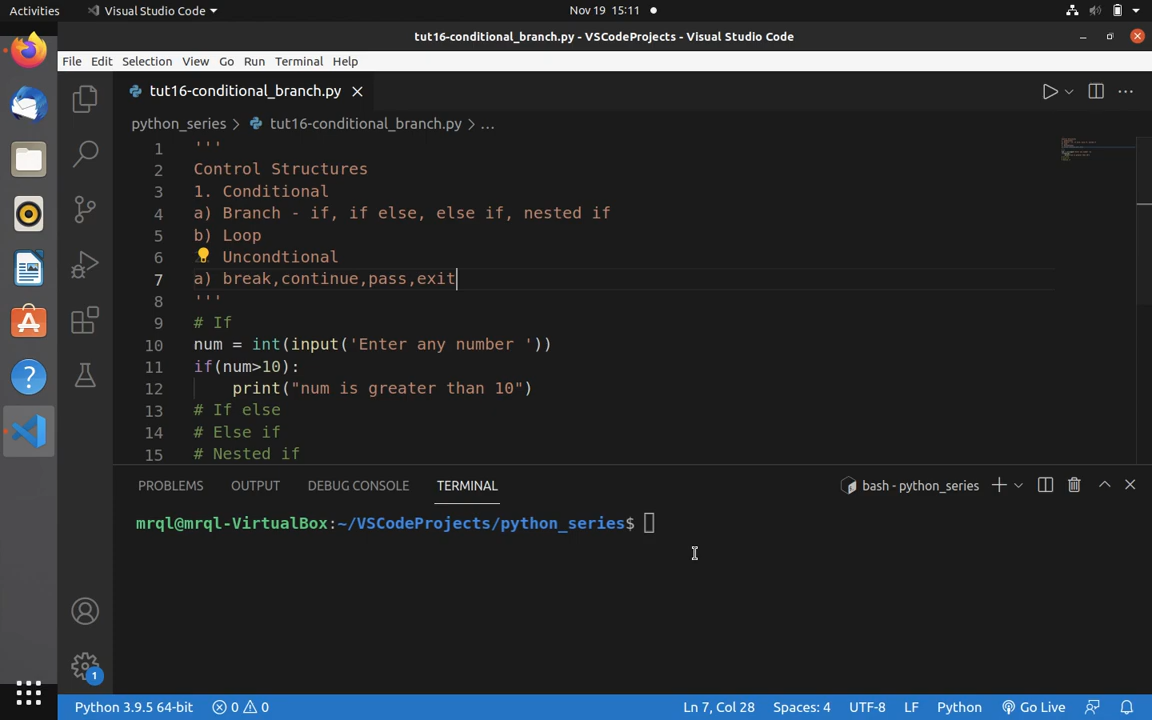 Activities Visual Studio Code Nov 19 15:11
tut16-conditional_branch.py - VSCodeProjects - Visual Studio Code
File Edit Selection View Go Run Terminal Help
tut16-conditional_branch.py
python_series > tut16-conditional_branch.py > ...
1 '''
2 Control Structures
3 1. Conditional
4 a) Branch - if, if else, else if, nested if
5 b) Loop
6 Uncondtional
7 a) break,continue,pass,exit
8 '''
9 # If
10 num = int(input('Enter any number '))
11 if(num>10):
12 print("num is greater than 10")
13 # If else
14 # Else if
15 # Nested if
PROBLEMS OUTPUT DEBUG CONSOLE TERMINAL bash - python_series
mrql@mrql-VirtualBox:~/VSCodeProjects/python_series$
1
Python 3.9.5 64-bit 0 0 Ln 7, Col 28 Spaces: 4 UTF-8 LF Python Go Live